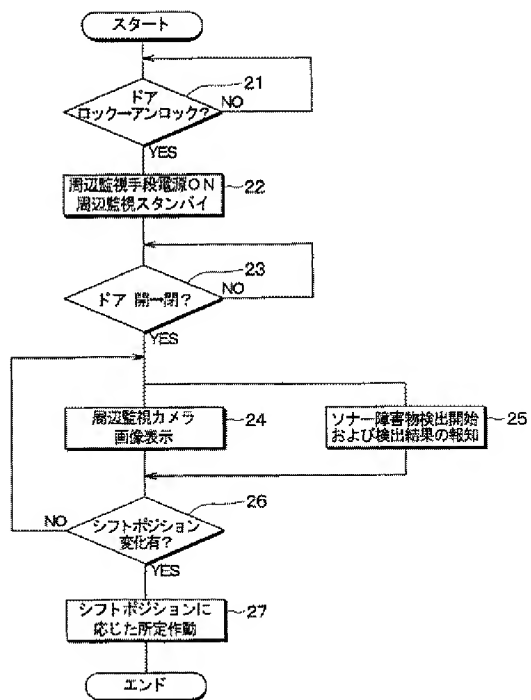 スタート
21
ドア
ロック→アンロック?
NO
YES
周辺監視手段電源ON
周辺監視スタンバイ
22
23
ドア 開→閉?
NO
YES
周辺監視カメラ
画像表示
24
ソナー障害物検出開始
および検出結果の報知
25
26
シフトポジション
変化有?
NO
YES
シフトポジションに
応じた所定作動
27
エンド